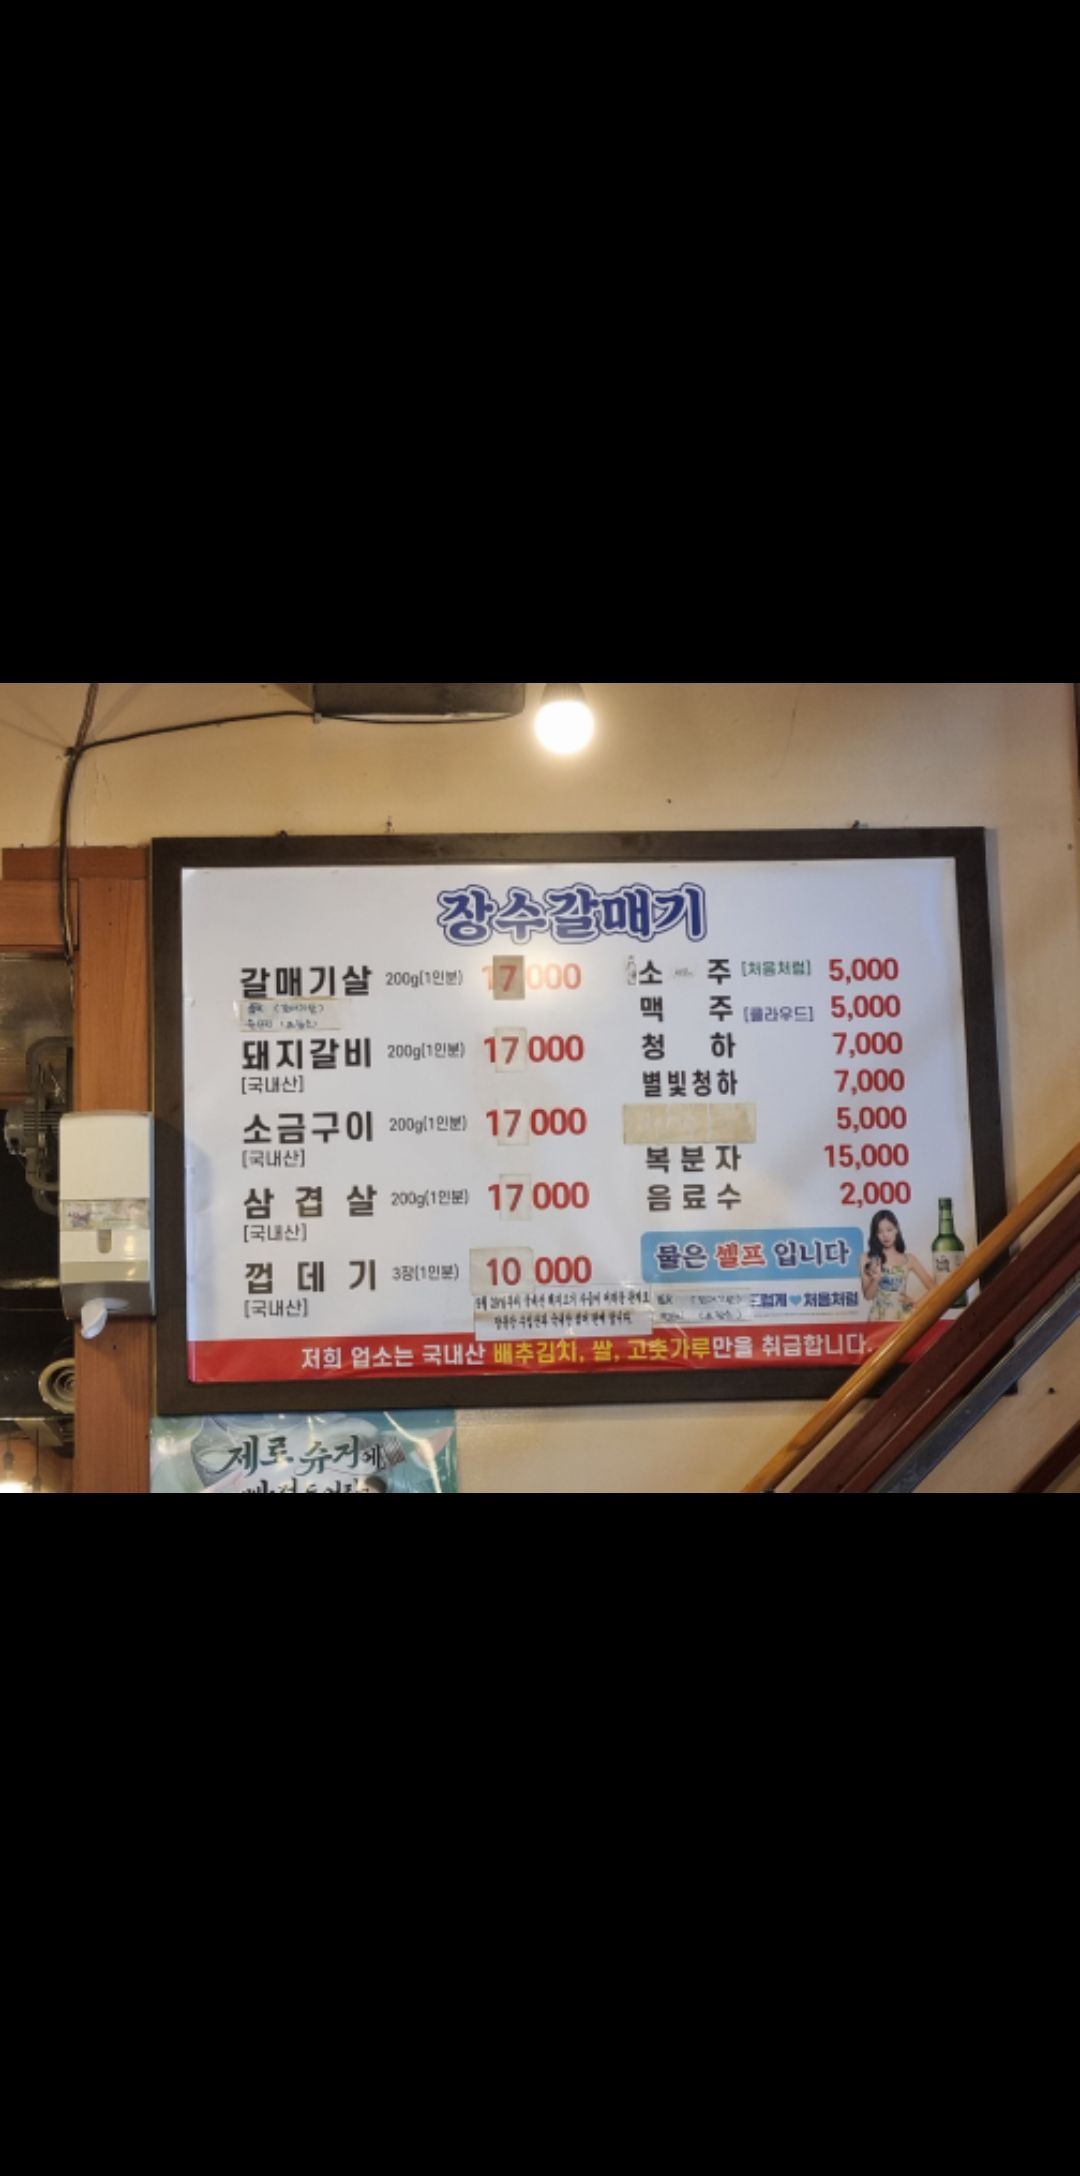 장수갈매기
갈매기살 200g(1인분) 17000
돼지갈비 200g(1인분) 17000
[국내산]
소금구이 200g(1인분) 17000
[국내산]
삼겹살 200g(1인분) 17000
[국내산]
껍데기 3장(1인분) 10000
[국내산]
소주 [처음처럼] 5,000
맥주 [클라우드] 5,000
청하 7,000
별빛청하 7,000
5,000
복분자 15,000
음료수 2,000
물은 셀프 입니다
부드럽게 처음처럼
저희 업소는 국내산 배추김치, 쌀, 고춧가루만을 취급합니다.
제로 슈거에